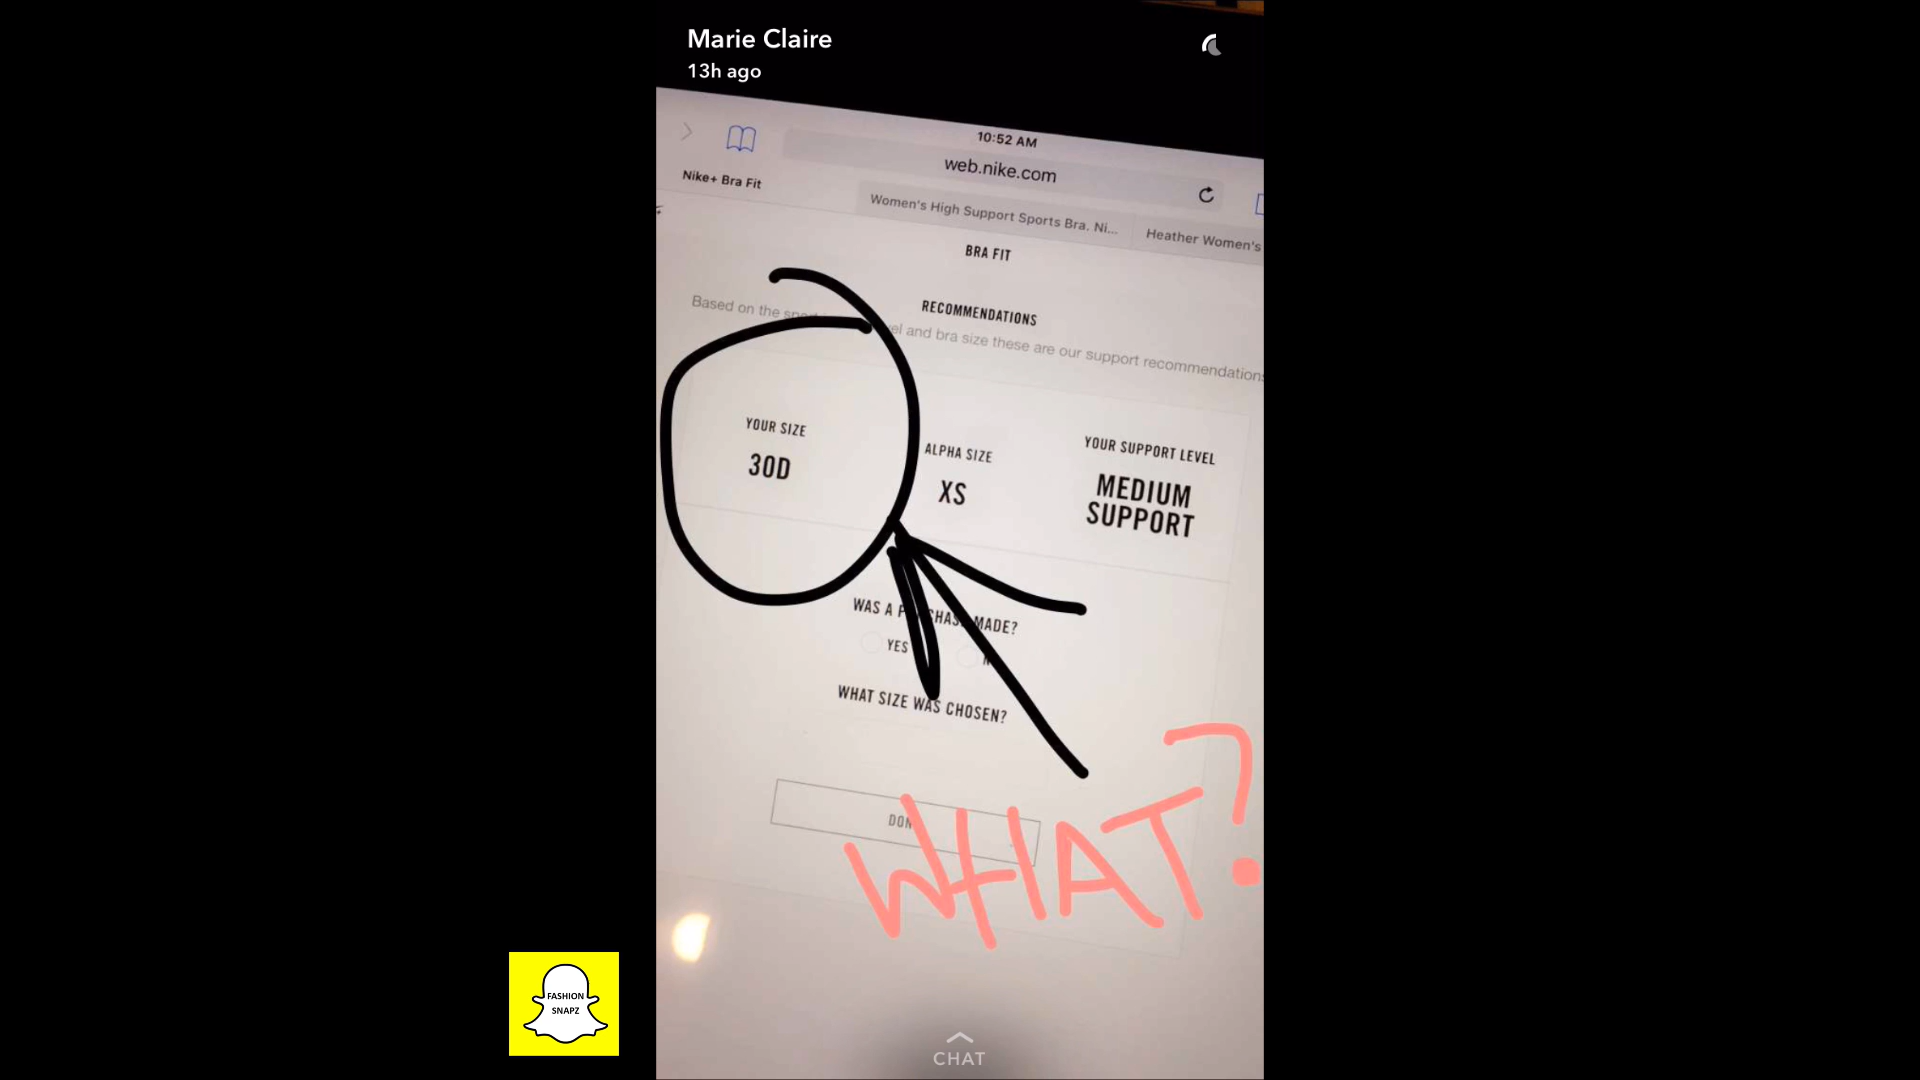 Marie Claire
13h ago
10:52 AM
web.nike.com
Nike+ Bra Fit
Women's High Support Sports Bra. Ni...
Heather Women's
BRA FIT
RECOMMENDATIONS
Based on the and bra size these are our support recommendations
YOUR SIZE
30D
ALPHA SIZE
XS
YOUR SUPPORT LEVEL
MEDIUM
SUPPORT
WAS A MADE?
YES
WHAT SIZE WAS CHOSEN?
WHAT?
FASHION
SNAPZ
CHAT